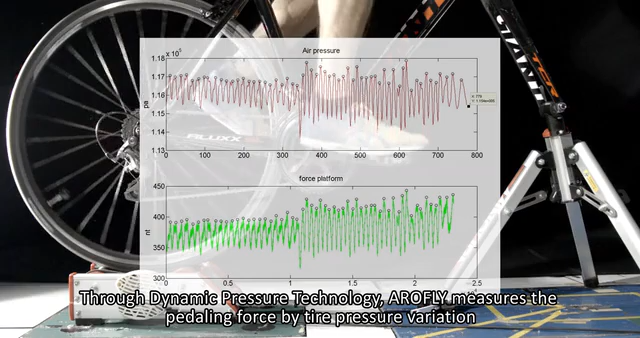 Air pressure
x 10^5
1.18
1.17
1.16
pa
1.15
1.14
1.13
0 100 200 300 400 500 600 700 800
force platform
450
400
nt
350
300
0 0.5 1 1.5 2 2.5
GIANT
TCR
Through Dynamic Pressure Technology, AROFLY measures the
pedaling force by tire pressure variation